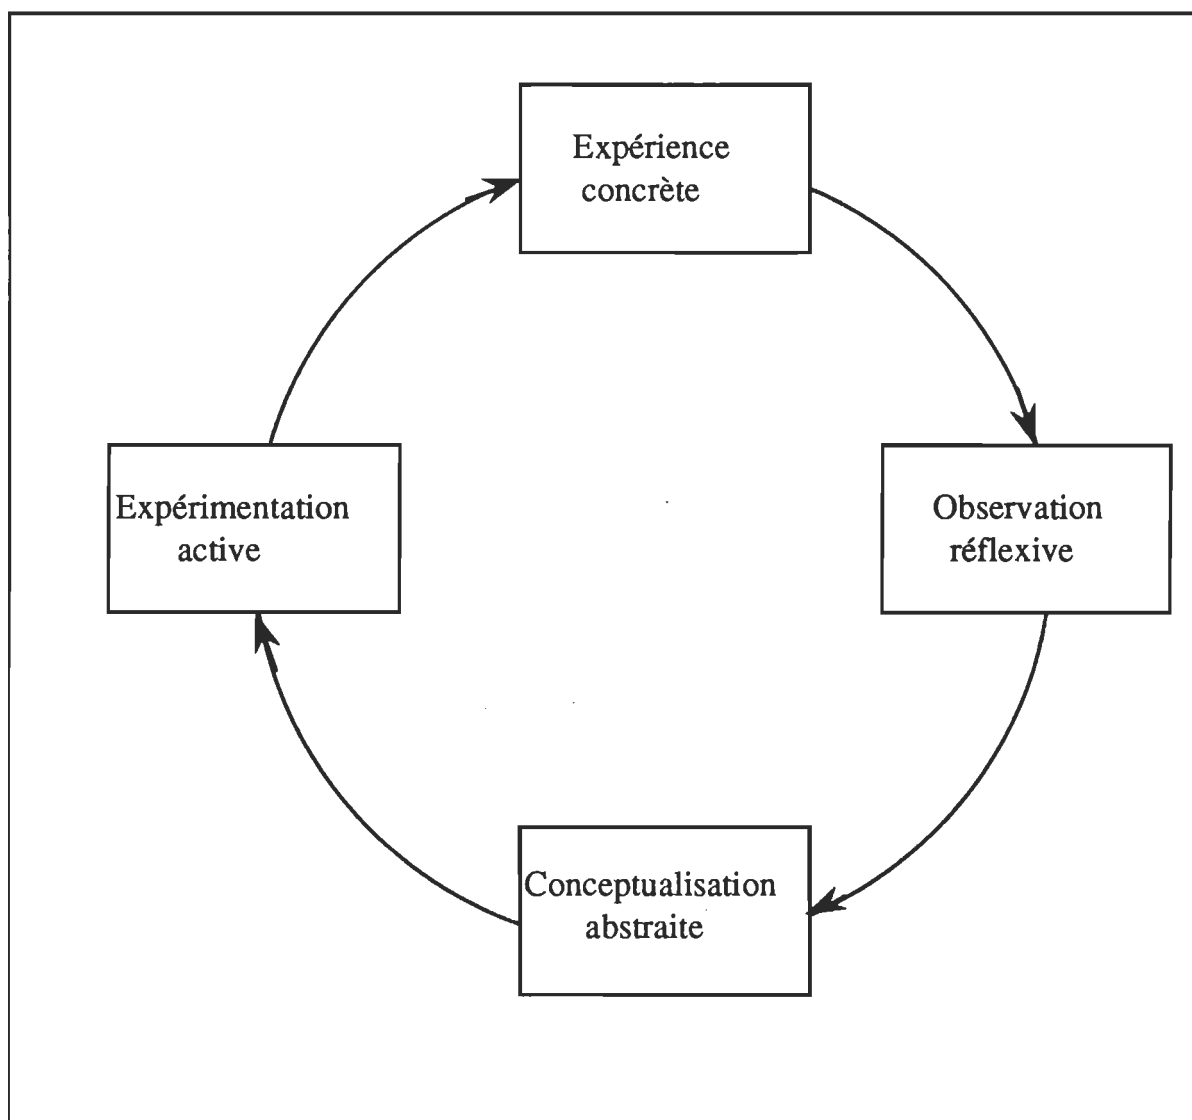 Expérience
concrète
Expérimentation
active
Observation
réflexive
Conceptualisation
abstraite